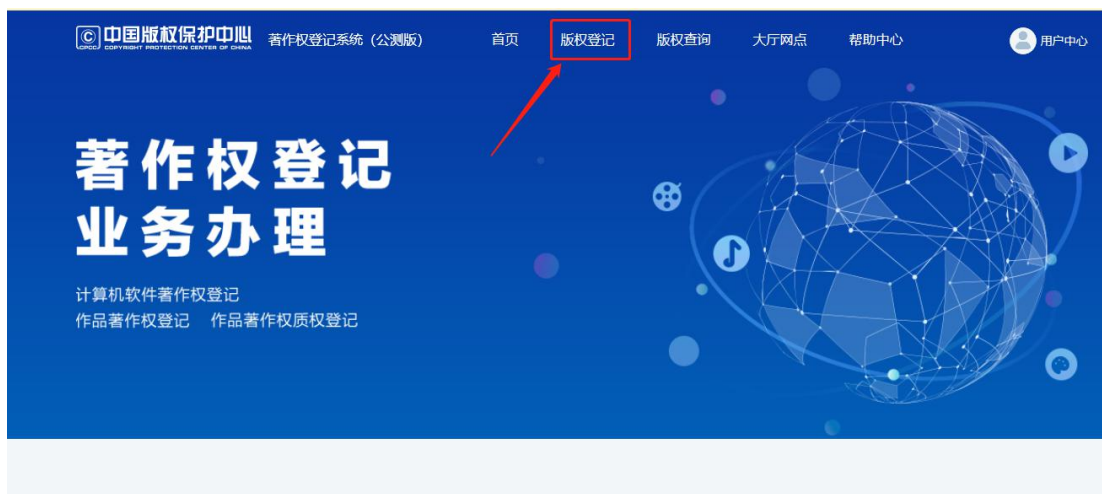 中国版权保护中心 著作权登记系统（公测版） 首页 版权登记 版权查询 大厅网点 帮助中心 用户中心
CPCC COPYRIGHT PROTECTION CENTER OF CHINA
著作权登记
业务办理
计算机软件著作权登记
作品著作权登记 作品著作权质权登记